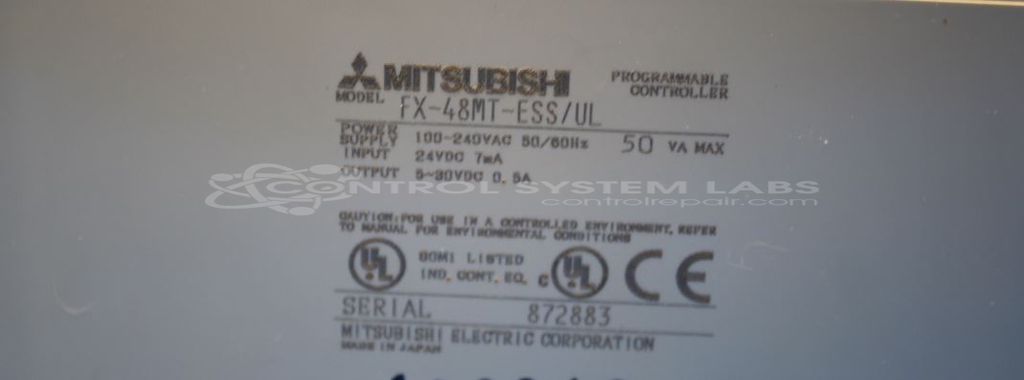 MITSUBISHI PROGRAMMABLE CONTROLLER
MODEL FX-48MT-ESS/UL
POWER SUPPLY 100-240VAC 50/60Hz 50 VA MAX
INPUT 24VDC 7mA
OUTPUT 5-30VDC 0.5A
CONTROL SYSTEM LABS
controlrepair.com
CAUTION:FOR USE IN A CONTROLLED ENVIRONMENT, REFER
TO MANUAL FOR ENVIRONMENTAL CONDITIONS
UL 80M1 LISTED IND. CONT. EQ. C UL CE
SERIAL 872883
MITSUBISHI ELECTRIC CORPORATION
MADE IN JAPAN